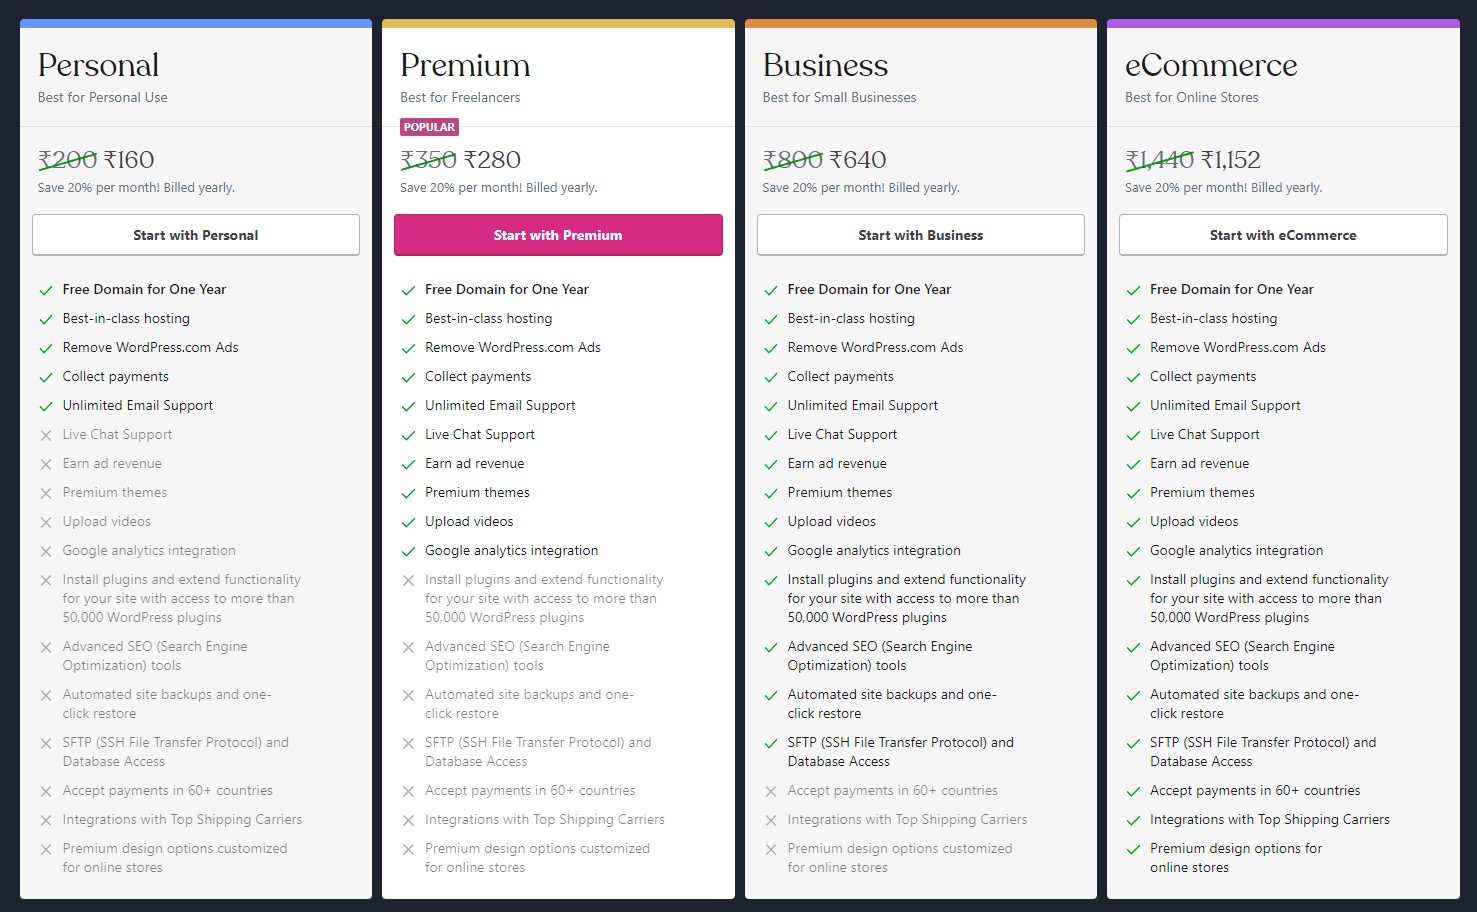 Personal
Best for Personal Use
₹200 ₹160
Save 20% per month! Billed yearly.
Start with Personal
Free Domain for One Year
Best-in-class hosting
Remove WordPress.com Ads
Collect payments
Unlimited Email Support
Live Chat Support
Earn ad revenue
Premium themes
Upload videos
Google analytics integration
Install plugins and extend functionality
for your site with access to more than
50,000 WordPress plugins
Advanced SEO (Search Engine
Optimization) tools
Automated site backups and one-
click restore
SFTP (SSH File Transfer Protocol) and
Database Access
Accept payments in 60+ countries
Integrations with Top Shipping Carriers
Premium design options customized
for online stores
Premium
Best for Freelancers
POPULAR
₹350 ₹280
Save 20% per month! Billed yearly.
Start with Premium
Free Domain for One Year
Best-in-class hosting
Remove WordPress.com Ads
Collect payments
Unlimited Email Support
Live Chat Support
Earn ad revenue
Premium themes
Upload videos
Google analytics integration
Install plugins and extend functionality
for your site with access to more than
50,000 WordPress plugins
Advanced SEO (Search Engine
Optimization) tools
Automated site backups and one-
click restore
SFTP (SSH File Transfer Protocol) and
Database Access
Accept payments in 60+ countries
Integrations with Top Shipping Carriers
Premium design options customized
for online stores
Business
Best for Small Businesses
₹800 ₹640
Save 20% per month! Billed yearly.
Start with Business
Free Domain for One Year
Best-in-class hosting
Remove WordPress.com Ads
Collect payments
Unlimited Email Support
Live Chat Support
Earn ad revenue
Premium themes
Upload videos
Google analytics integration
Install plugins and extend functionality
for your site with access to more than
50,000 WordPress plugins
Advanced SEO (Search Engine
Optimization) tools
Automated site backups and one-
click restore
SFTP (SSH File Transfer Protocol) and
Database Access
Accept payments in 60+ countries
Integrations with Top Shipping Carriers
Premium design options customized
for online stores
eCommerce
Best for Online Stores
₹1,440 ₹1,152
Save 20% per month! Billed yearly.
Start with eCommerce
Free Domain for One Year
Best-in-class hosting
Remove WordPress.com Ads
Collect payments
Unlimited Email Support
Live Chat Support
Earn ad revenue
Premium themes
Upload videos
Google analytics integration
Install plugins and extend functionality
for your site with access to more than
50,000 WordPress plugins
Advanced SEO (Search Engine
Optimization) tools
Automated site backups and one-
click restore
SFTP (SSH File Transfer Protocol) and
Database Access
Accept payments in 60+ countries
Integrations with Top Shipping Carriers
Premium design options for
online stores